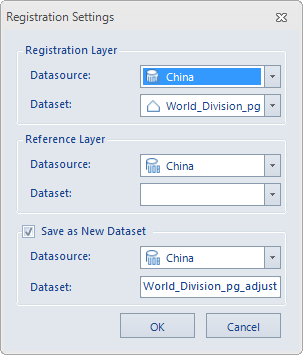 Registration Settings
Registration Layer
Datasource: China
Dataset: World_Division_pg
Reference Layer
Datasource: China
Dataset:
Save as New Dataset
Datasource: China
Dataset: World_Division_pg_adjust
OK Cancel